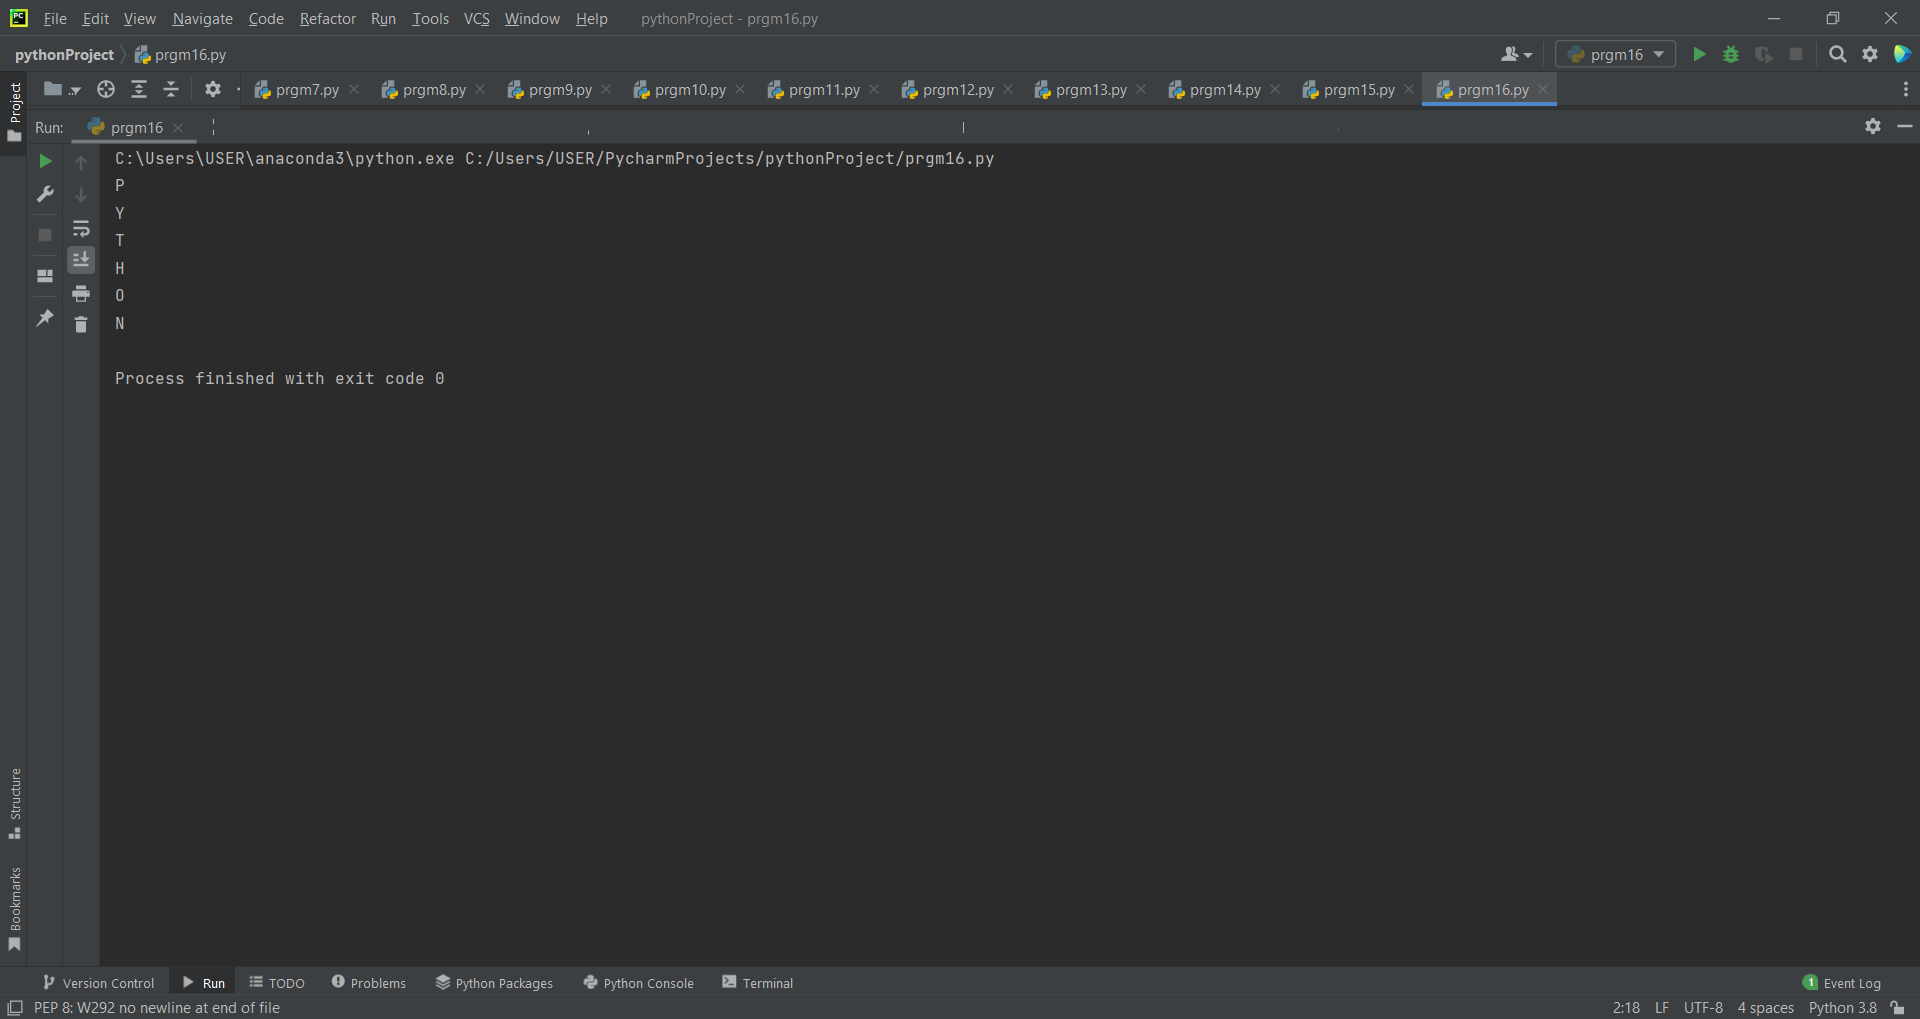 PC File Edit View Navigate Code Refactor Run Tools VCS Window Help pythonProject - prgm16.py
pythonProject prgm16.py prgm16
Project
prgm7.py prgm8.py prgm9.py prgm10.py prgm11.py prgm12.py prgm13.py prgm14.py prgm15.py prgm16.py
Run: prgm16
C:\Users\USER\anaconda3\python.exe C:/Users/USER/PycharmProjects/pythonProject/prgm16.py
P
Y
T
H
O
N
Process finished with exit code 0
Structure
Bookmarks
Version Control Run TODO Problems Python Packages Python Console Terminal 1 Event Log
PEP 8: W292 no newline at end of file 2:18 LF UTF-8 4 spaces Python 3.8